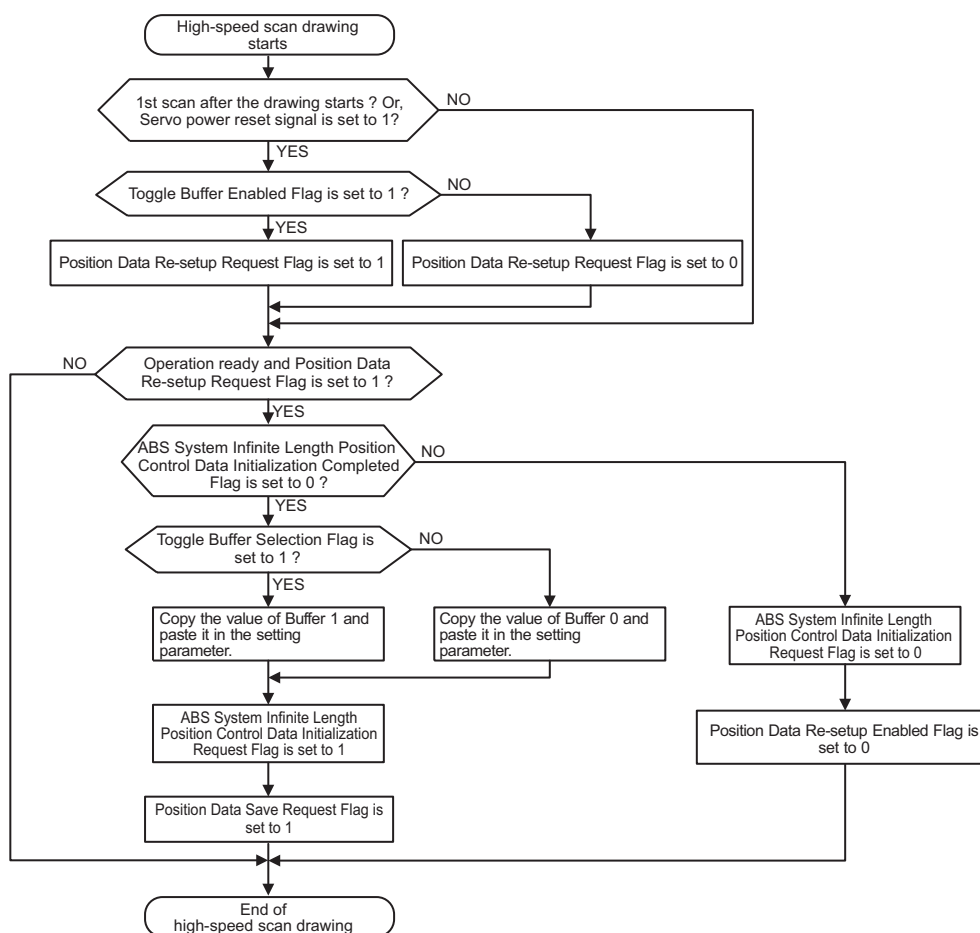 High-speed scan drawing
starts
1st scan after the drawing starts ? Or,
Servo power reset signal is set to 1?
NO
YES
Toggle Buffer Enabled Flag is set to 1 ?
NO
YES
Position Data Re-setup Request Flag is set to 1
Position Data Re-setup Request Flag is set to 0
NO
Operation ready and Position Data
Re-setup Request Flag is set to 1 ?
YES
ABS System Infinite Length Position
Control Data Initialization Completed
Flag is set to 0 ?
NO
YES
Toggle Buffer Selection Flag is
set to 1 ?
NO
YES
Copy the value of Buffer 1 and
paste it in the setting
parameter.
Copy the value of Buffer 0 and
paste it in the setting
parameter.
ABS System Infinite Length
Position Control Data Initialization
Request Flag is set to 0
ABS System Infinite Length
Position Control Data Initialization
Request Flag is set to 1
Position Data Re-setup Enabled Flag is
set to 0
Position Data Save Request Flag is
set to 1
End of
high-speed scan drawing